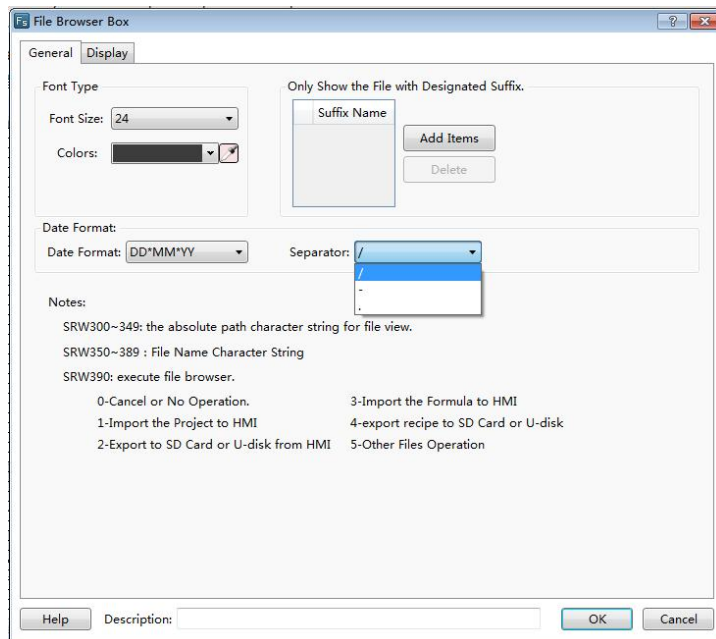 Fs File Browser Box
General Display
Font Type
Font Size: 24
Colors:
Only Show the File with Designated Suffix.
Suffix Name
Add Items
Delete
Date Format:
Date Format: DD*MM*YY Separator: /
/
-
.
Notes:
SRW300~349: the absolute path character string for file view.
SRW350~389 : File Name Character String
SRW390: execute file browser.
0-Cancel or No Operation. 3-Import the Formula to HMI
1-Import the Project to HMI 4-export recipe to SD Card or U-disk
2-Export to SD Card or U-disk from HMI 5-Other Files Operation
Help Description: OK Cancel